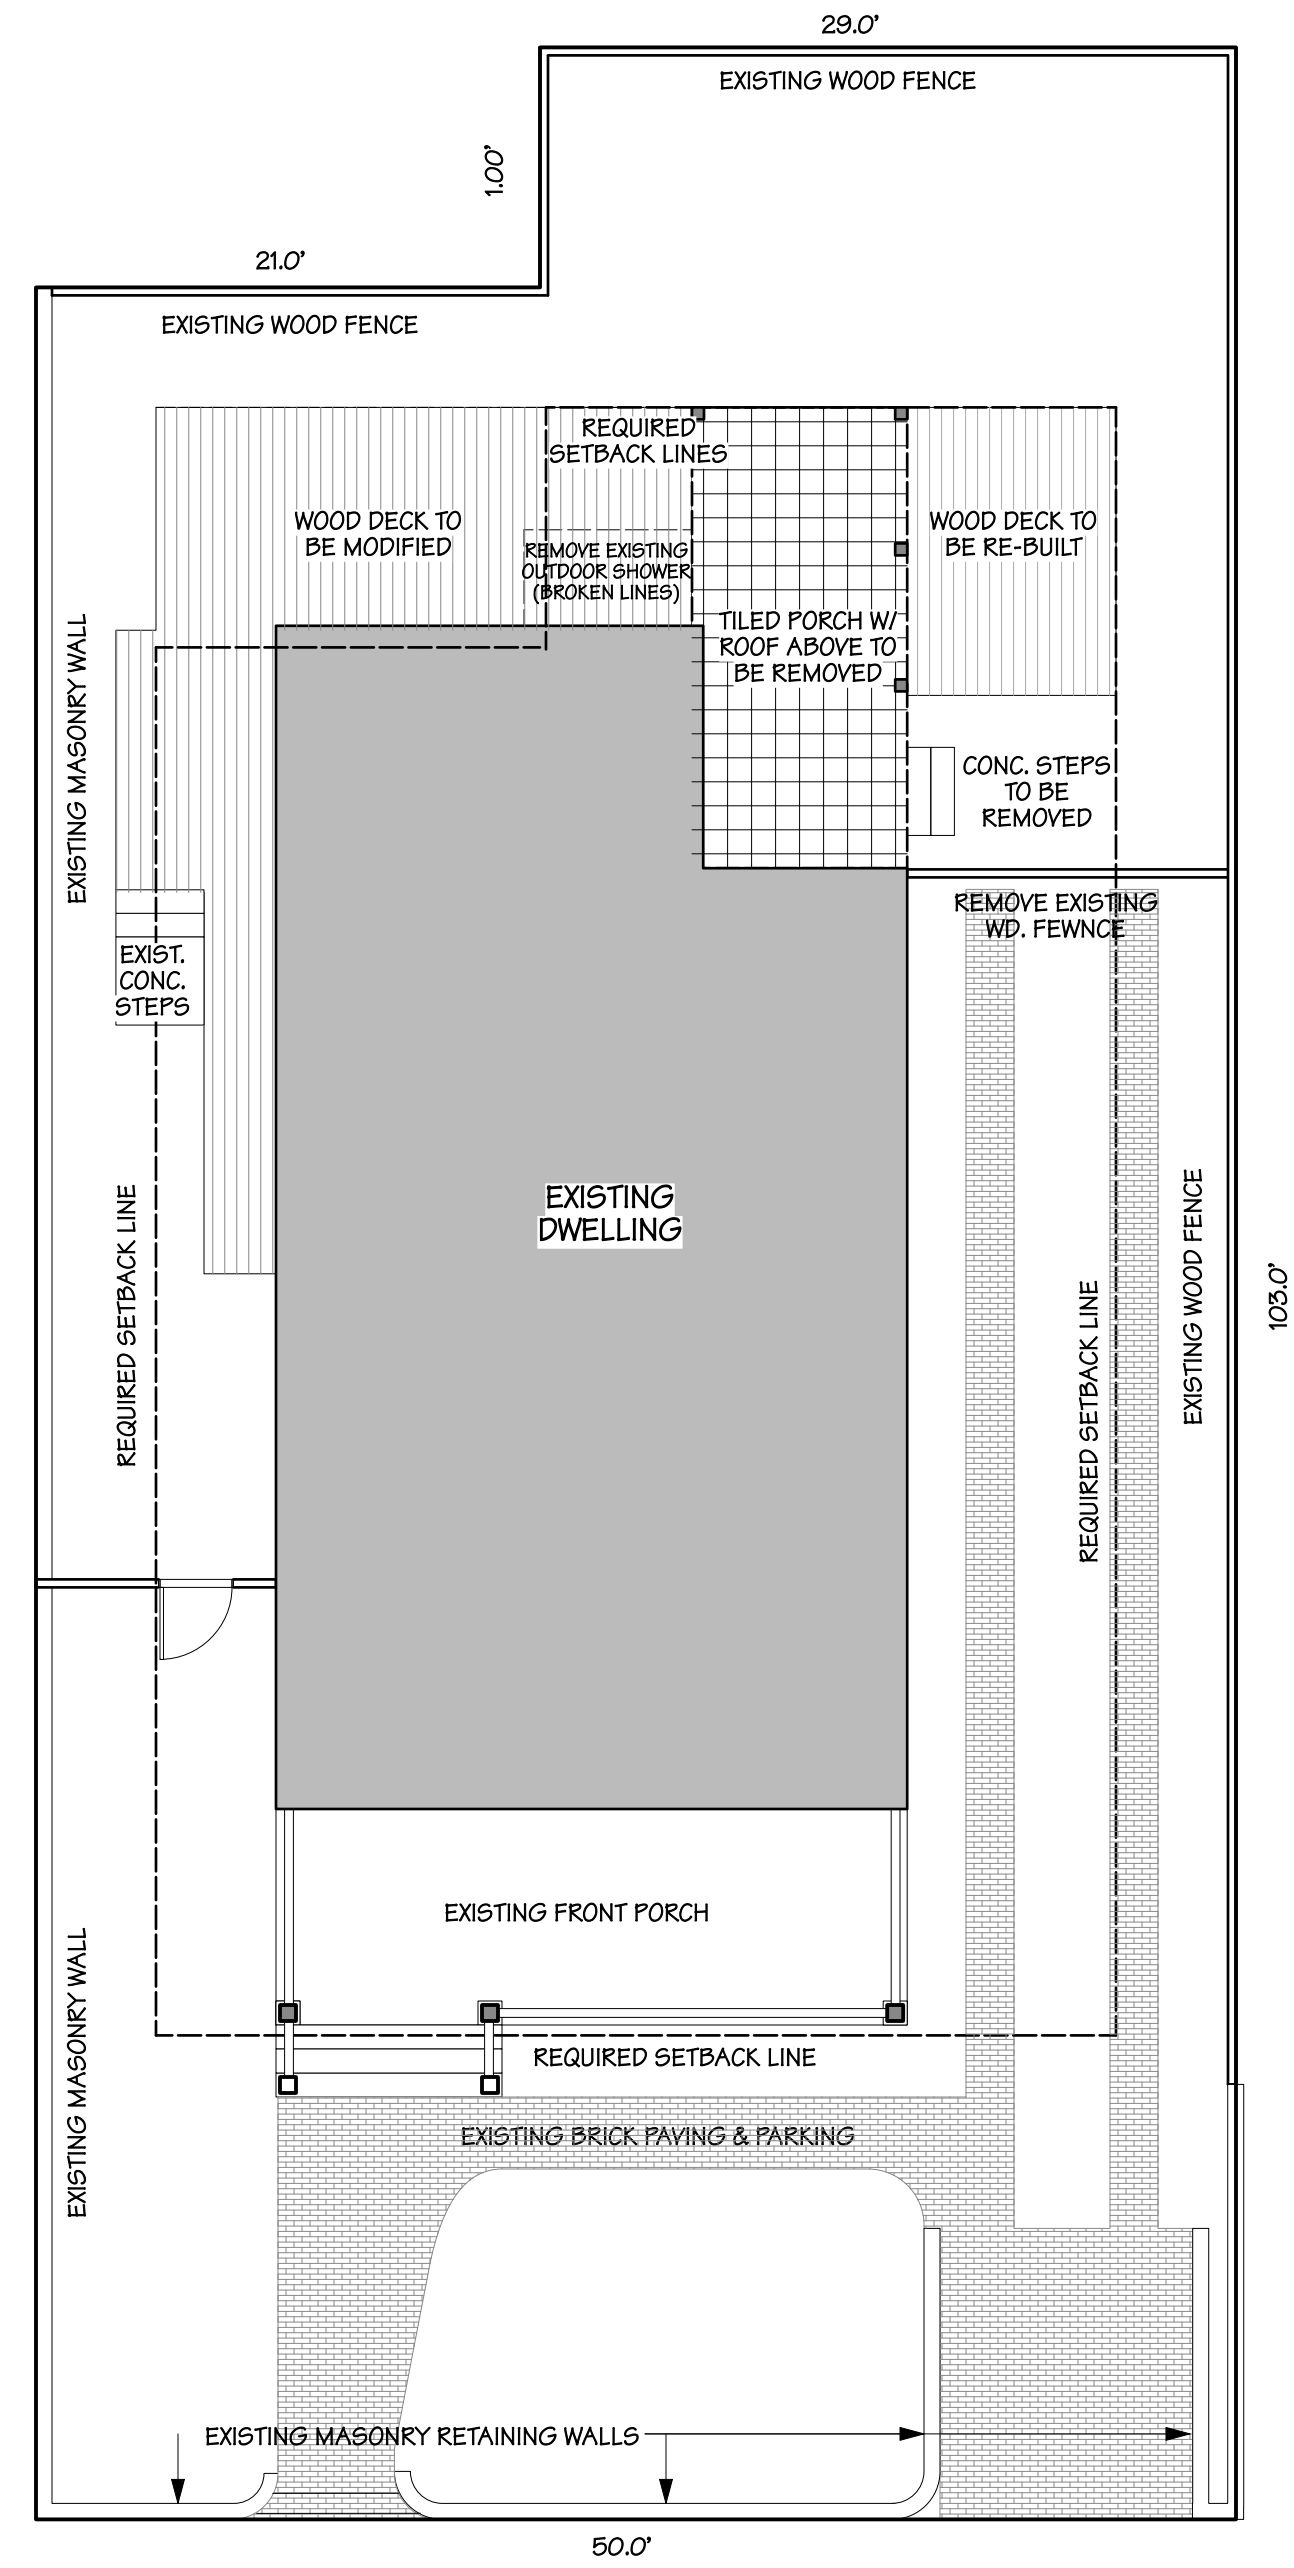 29.0'
EXISTING WOOD FENCE
1.00'
21.0'
EXISTING WOOD FENCE
REQUIRED
SETBACK LINES
WOOD DECK TO
BE MODIFIED
WOOD DECK TO
BE RE-BUILT
REMOVE EXISTING
OUTDOOR SHOWER
(BROKEN LINES)
TILED PORCH W/
ROOF ABOVE TO
BE REMOVED
EXISTING MASONRY WALL
CONC. STEPS
TO BE
REMOVED
REMOVE EXISTING
WD. FEWNCE
EXIST.
CONC.
STEPS
EXISTING
DWELLING
REQUIRED SETBACK LINE
REQUIRED SETBACK LINE
EXISTING WOOD FENCE
103.0'
EXISTING FRONT PORCH
EXISTING MASONRY WALL
REQUIRED SETBACK LINE
EXISTING BRICK PAVING & PARKING
EXISTING MASONRY RETAINING WALLS
50.0'